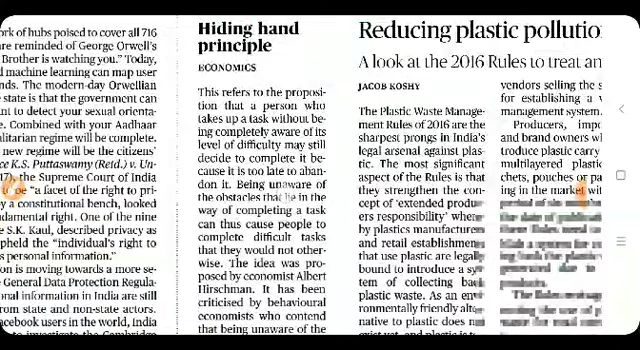 ork of hubs poised to cover all 716
are reminded of George Orwell's
Brother is watching you." Today,
d machine learning can map user
nds. The modern-day Orwellian
state is that the government can
nt to detect your sexual orienta-
e. Combined with your Aadhaar
alitarian regime will be complete.
new regime will be the citizens'
ce K.S. Puttaswamy (Retd.) v. Un-
17), the Supreme Court of India
to be "a facet of the right to pri-
y a constitutional bench, looked
ndamental right. One of the nine
e S.K. Kaul, described privacy as
pheld the "individual's right to
s personal information."
on is moving towards a more se-
General Data Protection Regula-
onal information in India are still
rom state and non-state actors.
acebook users in the world, India
Hiding hand
principle
ECONOMICS
This refers to the proposi-
tion that a person who
takes up a task without be-
ing completely aware of its
level of difficulty may still
decide to complete it be-
cause it is too late to aban-
don it. Being unaware of
the obstacles that lie in the
way of completing a task
can thus cause people to
complete difficult tasks
that they would not other-
wise. The idea was pro-
posed by economist Albert
Hirschman. It has been
criticised by behavioural
economists who contend
that being unaware of the
Reducing plastic pollutio
A look at the 2016 Rules to treat an
JACOB KOSHY
The Plastic Waste Manage-
ment Rules of 2016 are the
sharpest prongs in India's
legal arsenal against plas-
tic. The most significant
aspect of the Rules is that
they strengthen the con-
cept of 'extended produc-
ers responsibility' where
by plastics manufacturers
and retail establishmen
that use plastic are legally
bound to introduce a sys
tem of collecting back
plastic waste. As an env
ronmentally friendly alte
native to plastic does n
vendors selling the s
for establishing a
management system.
Producers, impo
and brand owners w
troduce plastic carry
multilayered plastic
chets, pouches or pa
ing in the market wit